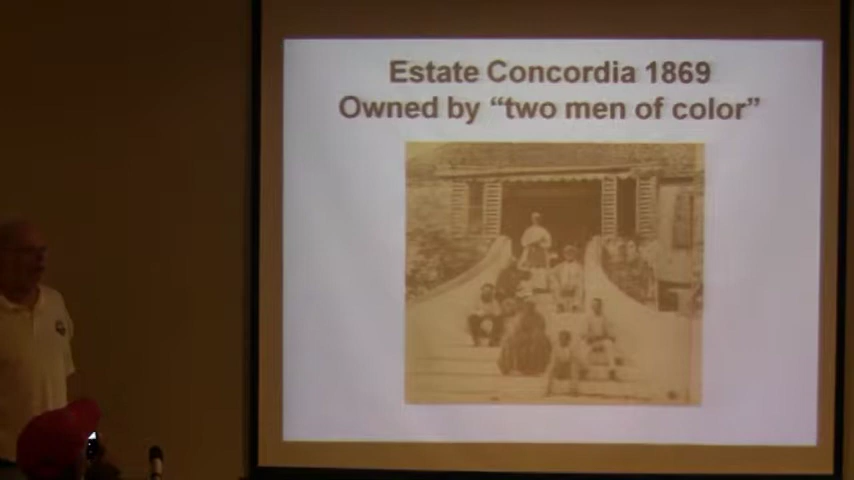 Estate Concordia 1869
Owned by “two men of color”